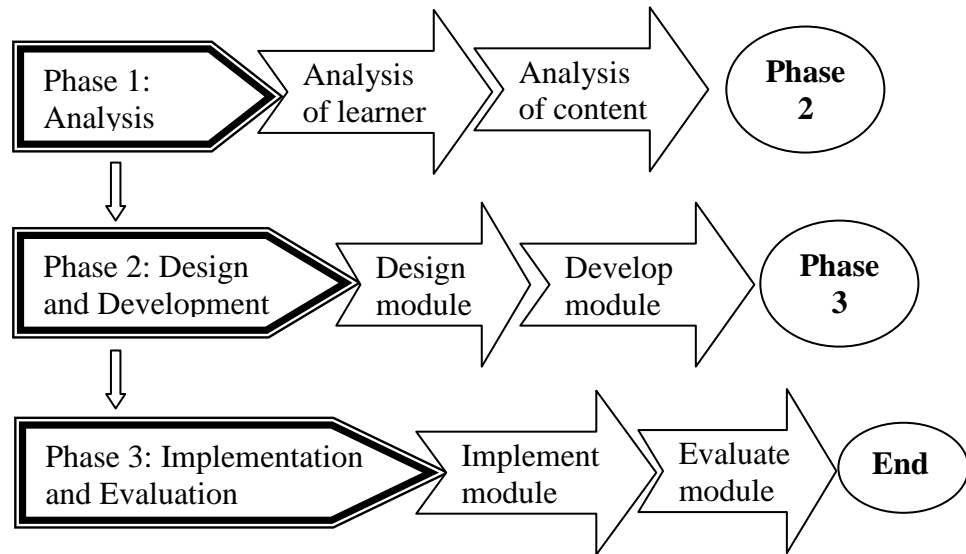 Phase 1:
Analysis
Analysis
of learner
Analysis
of content
Phase
2
Phase 2: Design
and Development
Design
module
Develop
module
Phase
3
Phase 3: Implementation
and Evaluation
Implement
module
Evaluate
module
End